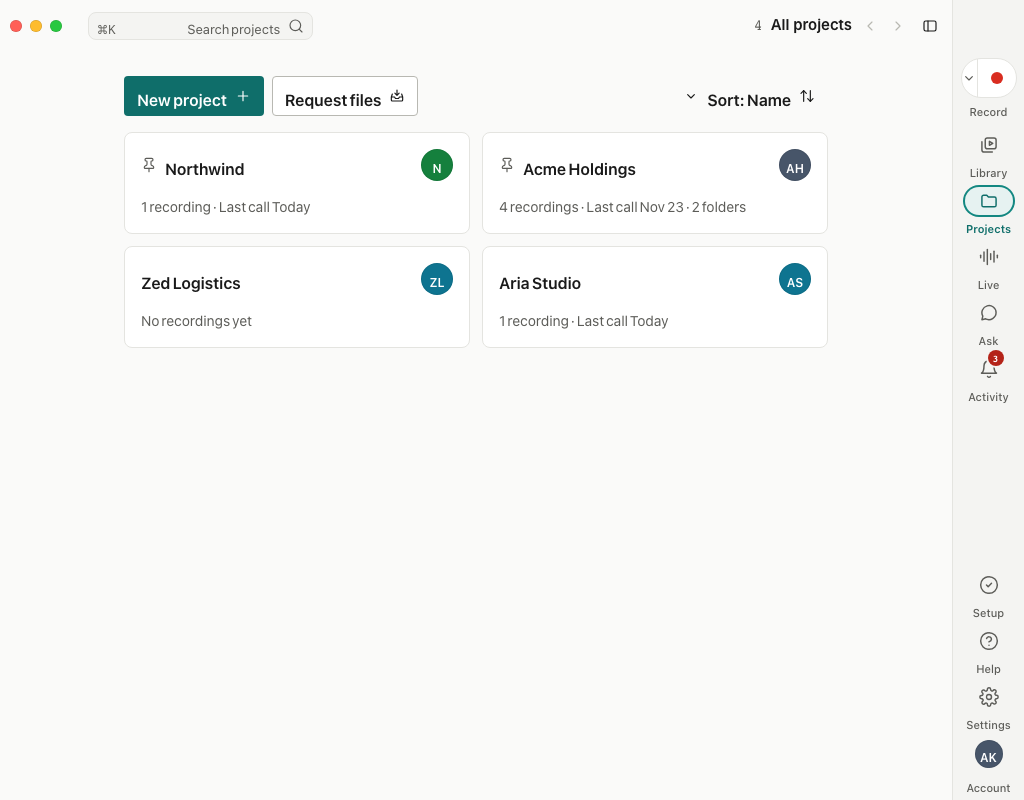 ⌘K Search projects
4 All projects
New project
Request files
Sort: Name
Northwind
N
1 recording · Last call Today
Acme Holdings
AH
4 recordings · Last call Nov 23 · 2 folders
Zed Logistics
ZL
No recordings yet
Aria Studio
AS
1 recording · Last call Today
Record
Library
Projects
Live
Ask
3
Activity
Setup
Help
Settings
AK
Account